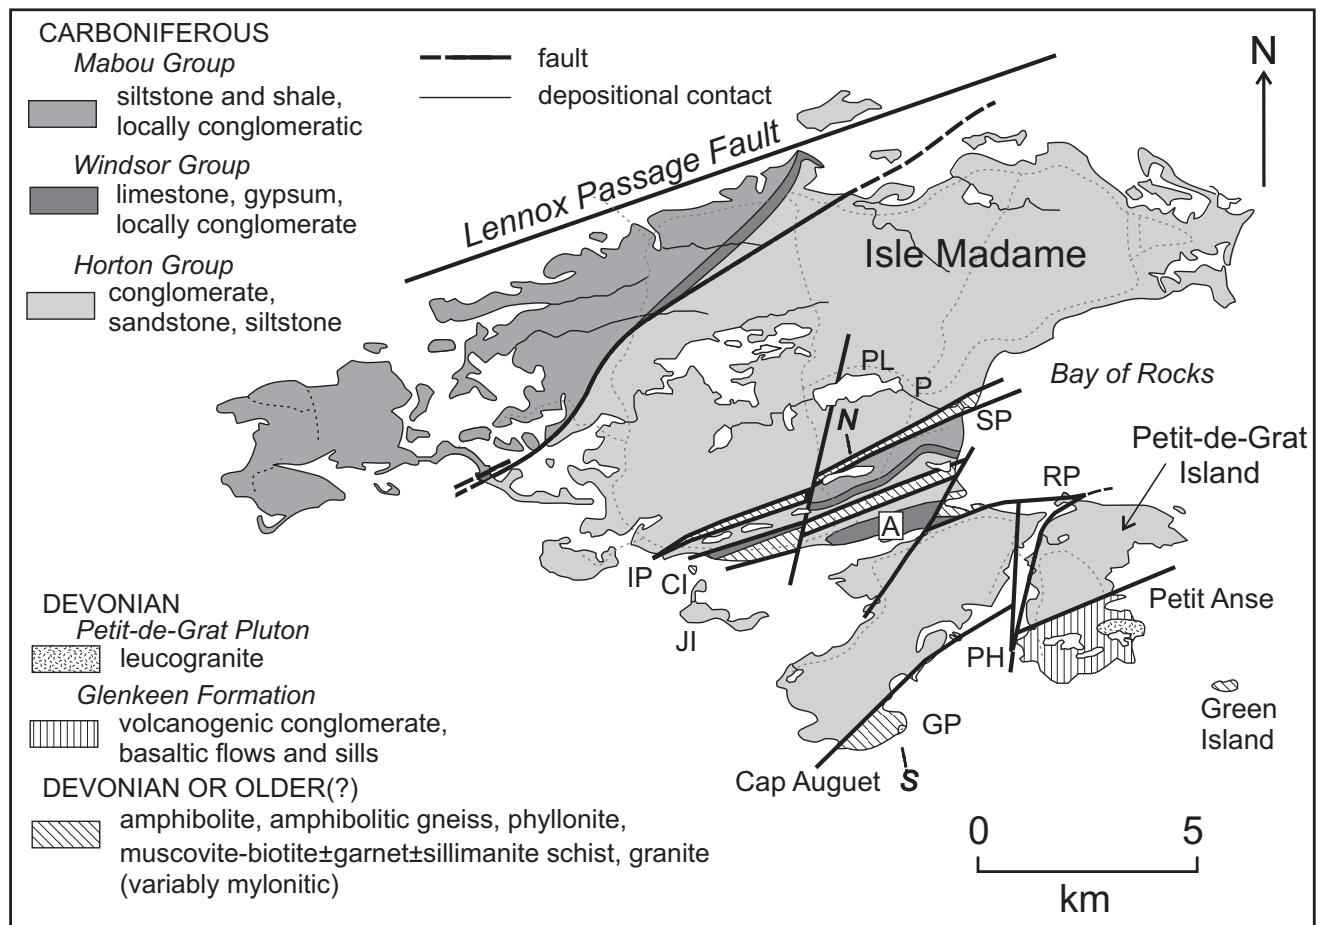 CARBONIFEROUS
Mabou Group
siltstone and shale,
locally conglomeratic
Windsor Group
limestone, gypsum,
locally conglomerate
Horton Group
conglomerate,
sandstone, siltstone
fault
depositional contact
N
Lennox Passage Fault
Isle Madame
Bay of Rocks
PL
P
N
SP
Petit-de-Grat
Island
RP
A
IP
CI
JI
Petit Anse
PH
GP
Green
Island
Cap Auguet
S
DEVONIAN
Petit-de-Grat Pluton
leucogranite
Glenkeen Formation
volcanogenic conglomerate,
basaltic flows and sills
DEVONIAN OR OLDER(?)
amphibolite, amphibolitic gneiss, phyllonite,
muscovite-biotite±garnet±sillimanite schist, granite
(variably mylonitic)
0 5
km